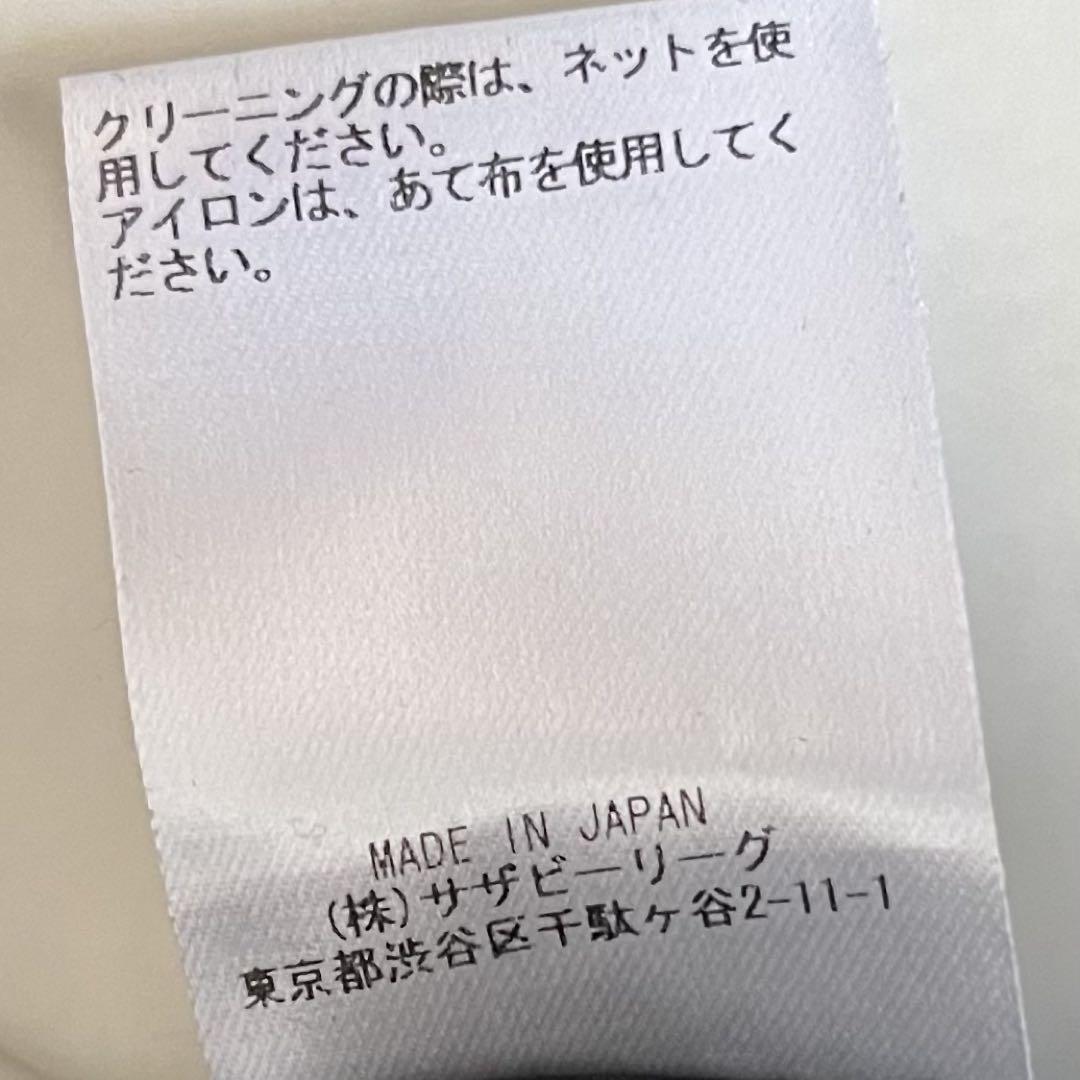 クリーニングの際は、ネットを使
用してください。
アイロンは、あて布を使用してく
ださい。
MADE IN JAPAN
(株)サザビーリーグ
東京都渋谷区千駄ヶ谷2-11-1